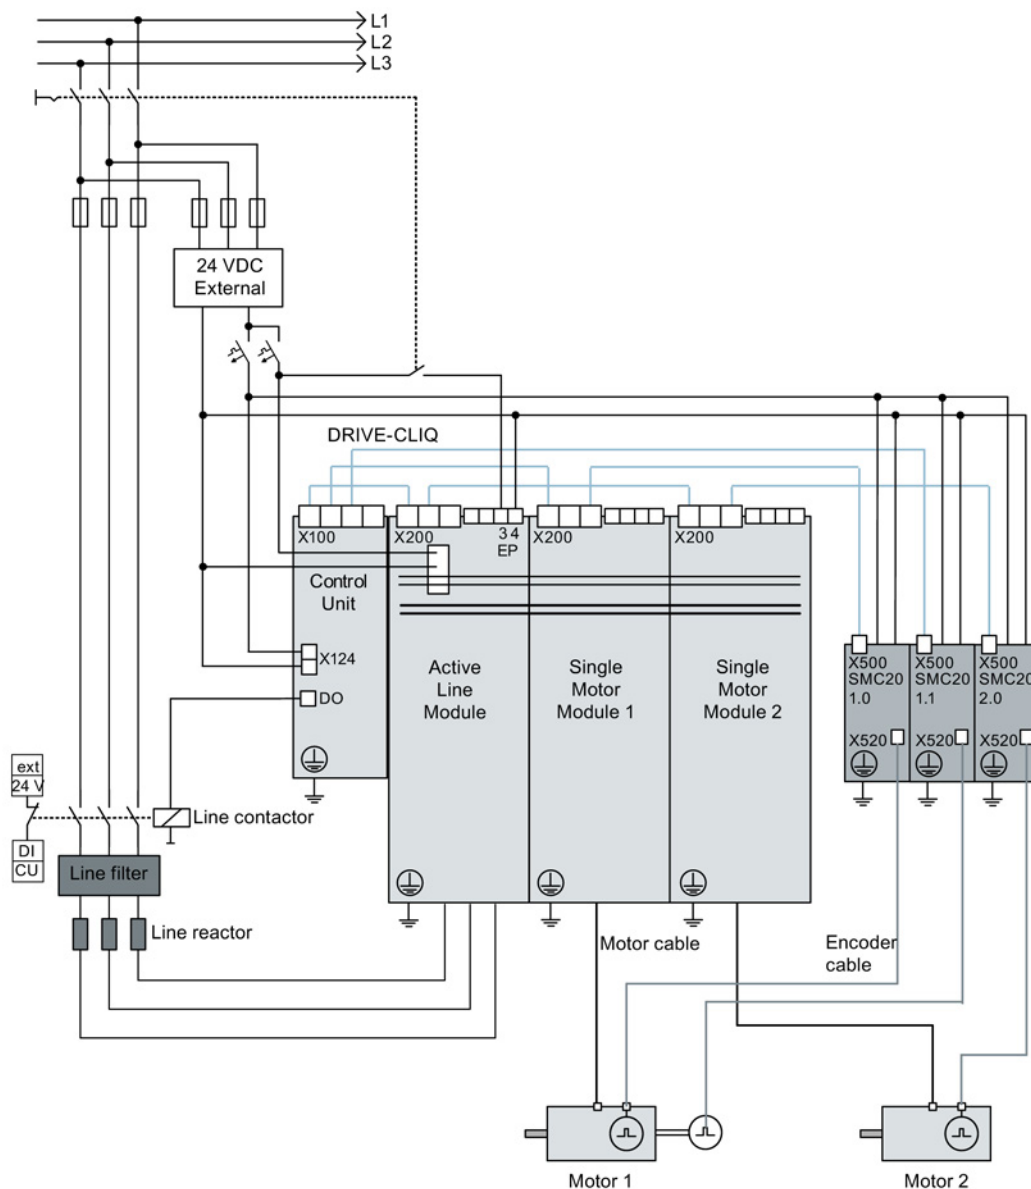 L1
L2
L3
24 VDC
External
DRIVE-CLIQ
X100
X200
3 4
EP
X200
X200
Control
Unit
X124
DO
Active
Line
Module
Single
Motor
Module 1
Single
Motor
Module 2
X500
SMC20
1.0
X500
SMC20
1.1
X500
SMC20
2.0
X520
X520
X520
ext
24 V
Line contactor
DI
CU
Line filter
Line reactor
Motor cable
Encoder
cable
Motor 1
Motor 2